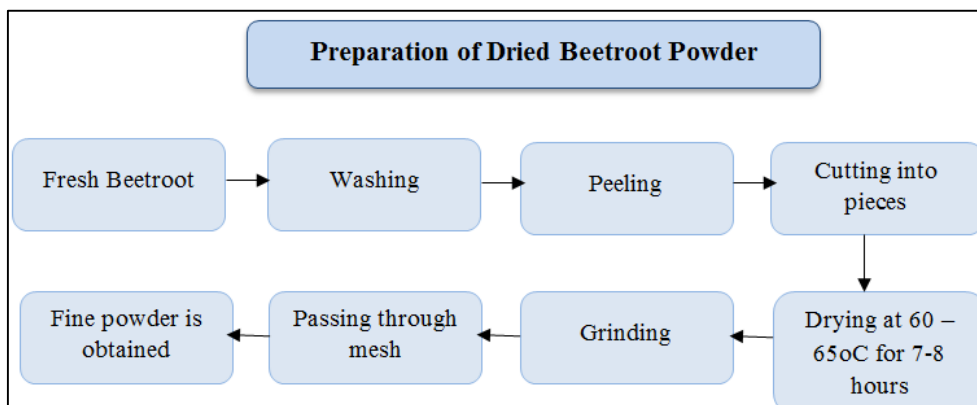 Preparation of Dried Beetroot Powder
Fresh Beetroot
Washing
Peeling
Cutting into
pieces
Drying at 60 –
65oC for 7-8
hours
Grinding
Passing through
mesh
Fine powder is
obtained